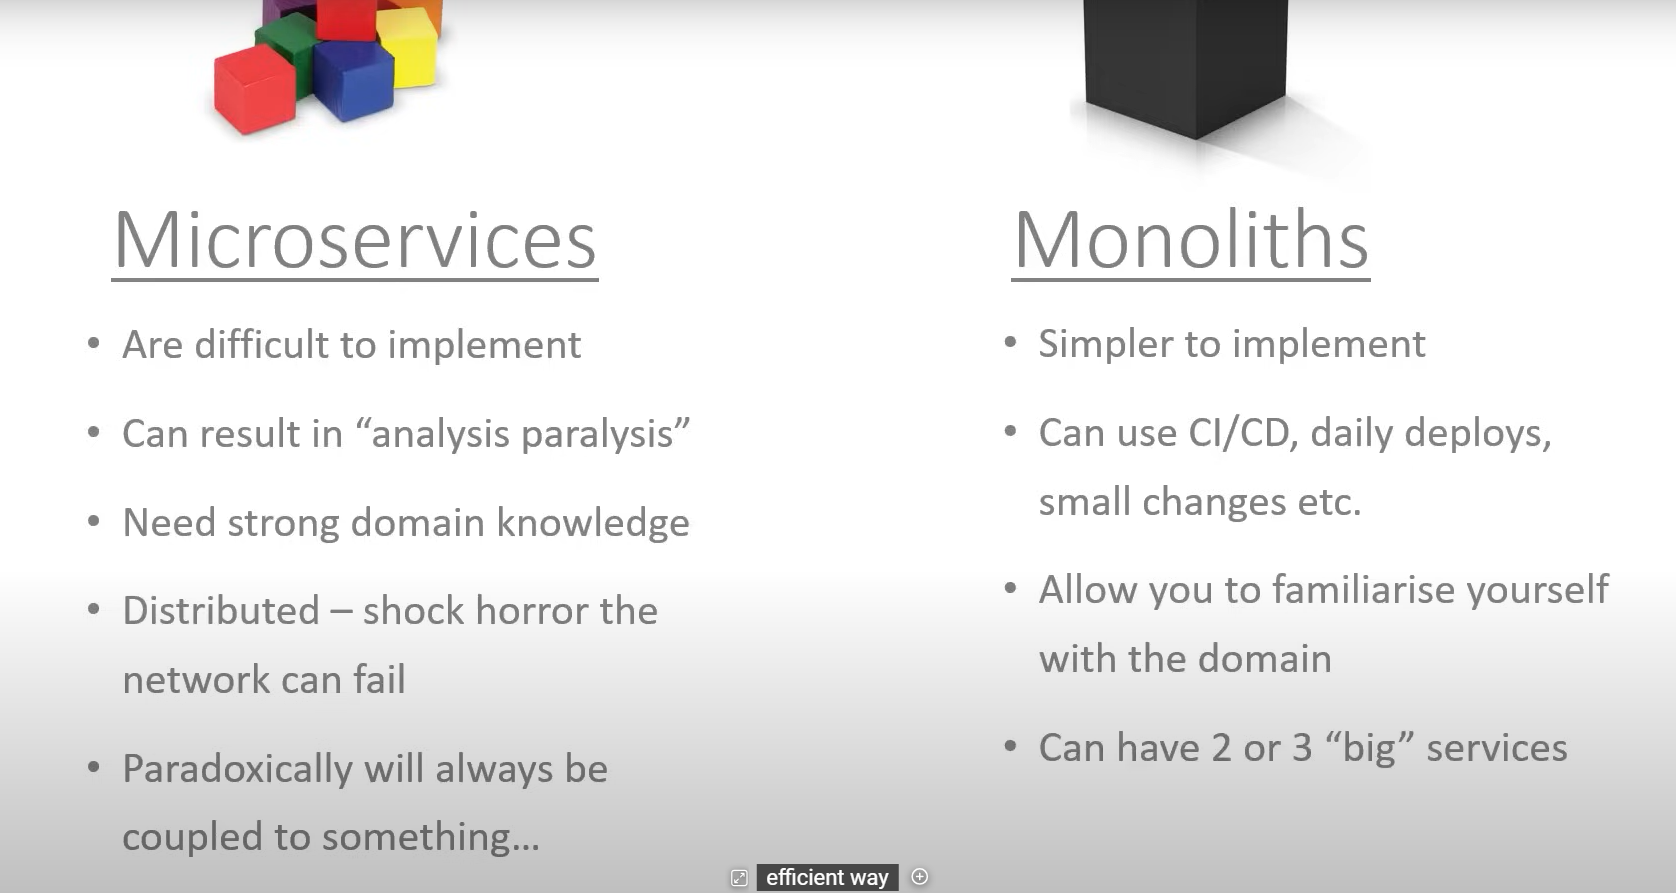 Microservices
• Are difficult to implement
• Can result in “analysis paralysis”
• Need strong domain knowledge
• Distributed – shock horror the
network can fail
• Paradoxically will always be
coupled to something...
Monoliths
• Simpler to implement
• Can use CI/CD, daily deploys,
small changes etc.
• Allow you to familiarise yourself
with the domain
• Can have 2 or 3 “big” services
efficient way